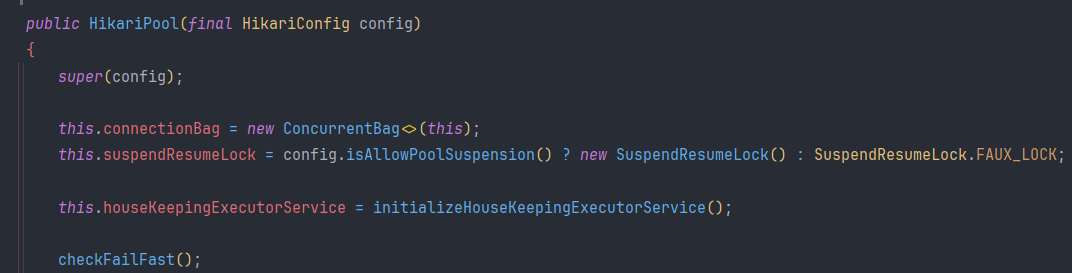 public HikariPool(final HikariConfig config)
{
super(config);
this.connectionBag = new ConcurrentBag<>(this);
this.suspendResumeLock = config.isAllowPoolSuspension() ? new SuspendResumeLock() : SuspendResumeLock.FAUX_LOCK;
this.houseKeepingExecutorService = initializeHouseKeepingExecutorService();
checkFailFast();